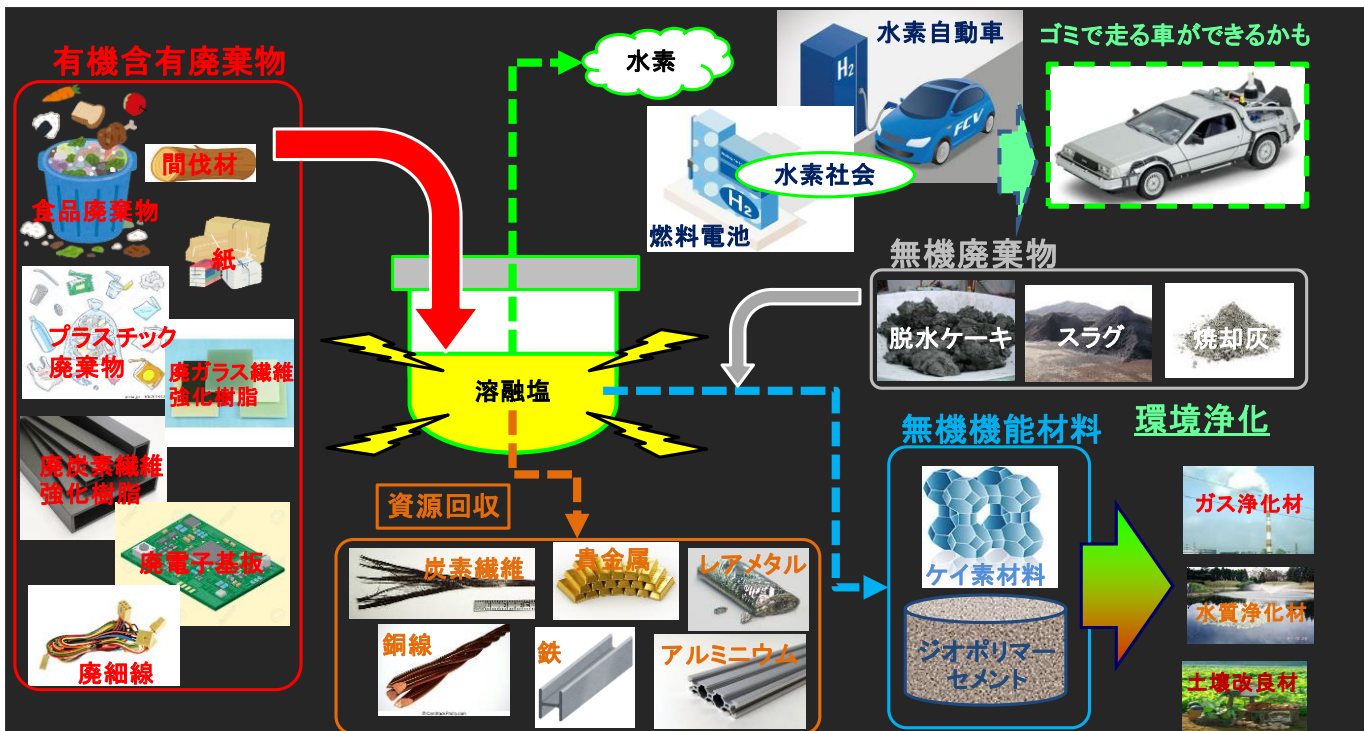 有機含有廃棄物
間伐材
食品廃棄物
紙
プラスチック
廃棄物
廃ガラス繊維
強化樹脂
廃炭素繊維
強化樹脂
廃電子基板
廃細線
水素
水素自動車
H2
FCV
水素社会
H2
燃料電池
ゴミで走る車ができるかも
溶融塩
無機廃棄物
脱水ケーキ
スラグ
焼却灰
資源回収
炭素繊維
貴金属
レアメタル
銅線
鉄
アルミニウム
無機機能材料
ケイ素材料
ジオポリマー
セメント
環境浄化
ガス浄化材
水質浄化材
土壌改良材